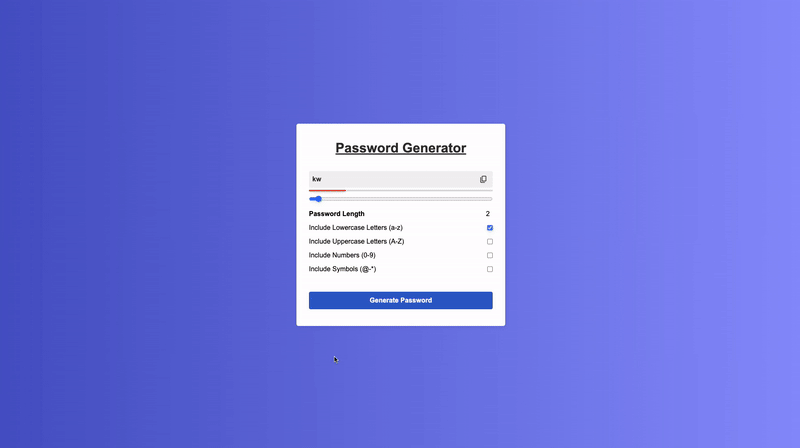 Password Generator
kw
Password Length 2
Include Lowercase Letters (a-z)
Include Uppercase Letters (A-Z)
Include Numbers (0-9)
Include Symbols (@-*)
Generate Password